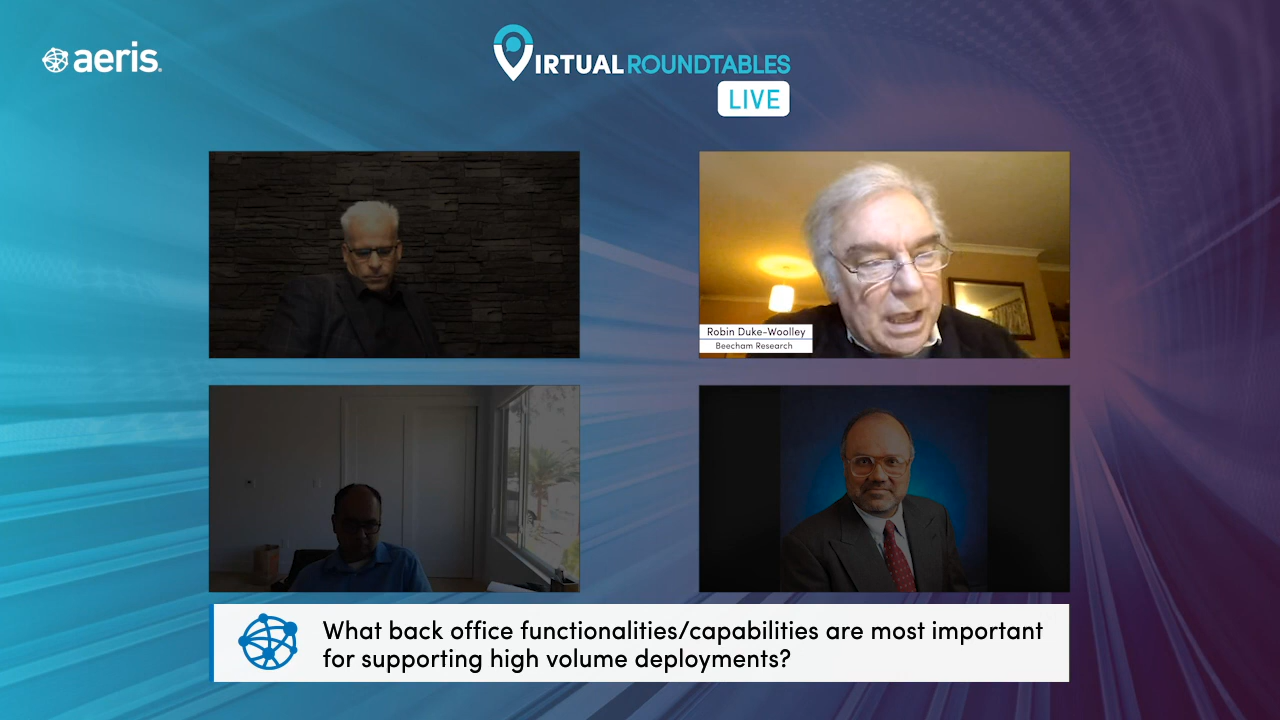 aeris
VIRTUAL ROUNDTABLES
LIVE
Robin Duke-Woolley
Beecham Research
What back office functionalities/capabilities are most important
for supporting high volume deployments?